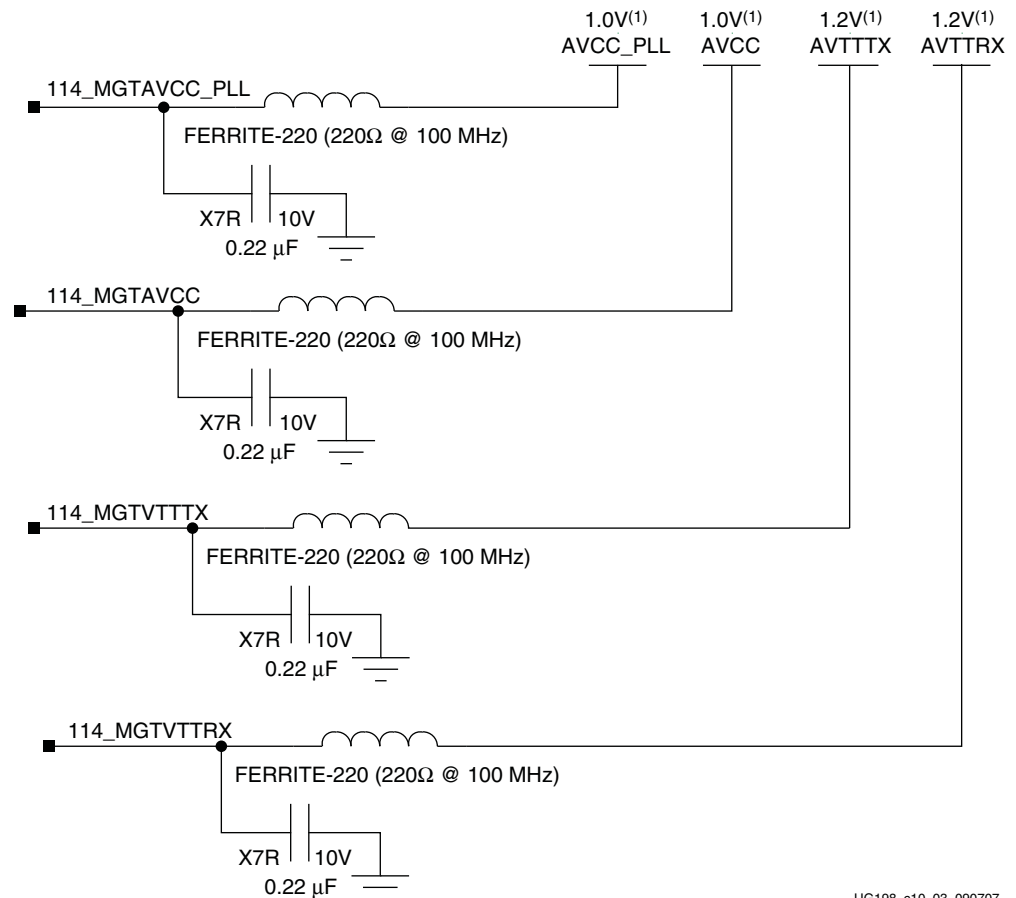 1.0V(1) 1.0V(1) 1.2V(1) 1.2V(1)
AVCC_PLL AVCC AVTTTX AVTTRX
114_MGTAVCC_PLL
FERRITE-220 (220Ω @ 100 MHz)
X7R 10V
0.22 μF
114_MGTAVCC
FERRITE-220 (220Ω @ 100 MHz)
X7R 10V
0.22 μF
114_MGTVTTTX
FERRITE-220 (220Ω @ 100 MHz)
X7R 10V
0.22 μF
114_MGTVTTRX
FERRITE-220 (220Ω @ 100 MHz)
X7R 10V
0.22 μF